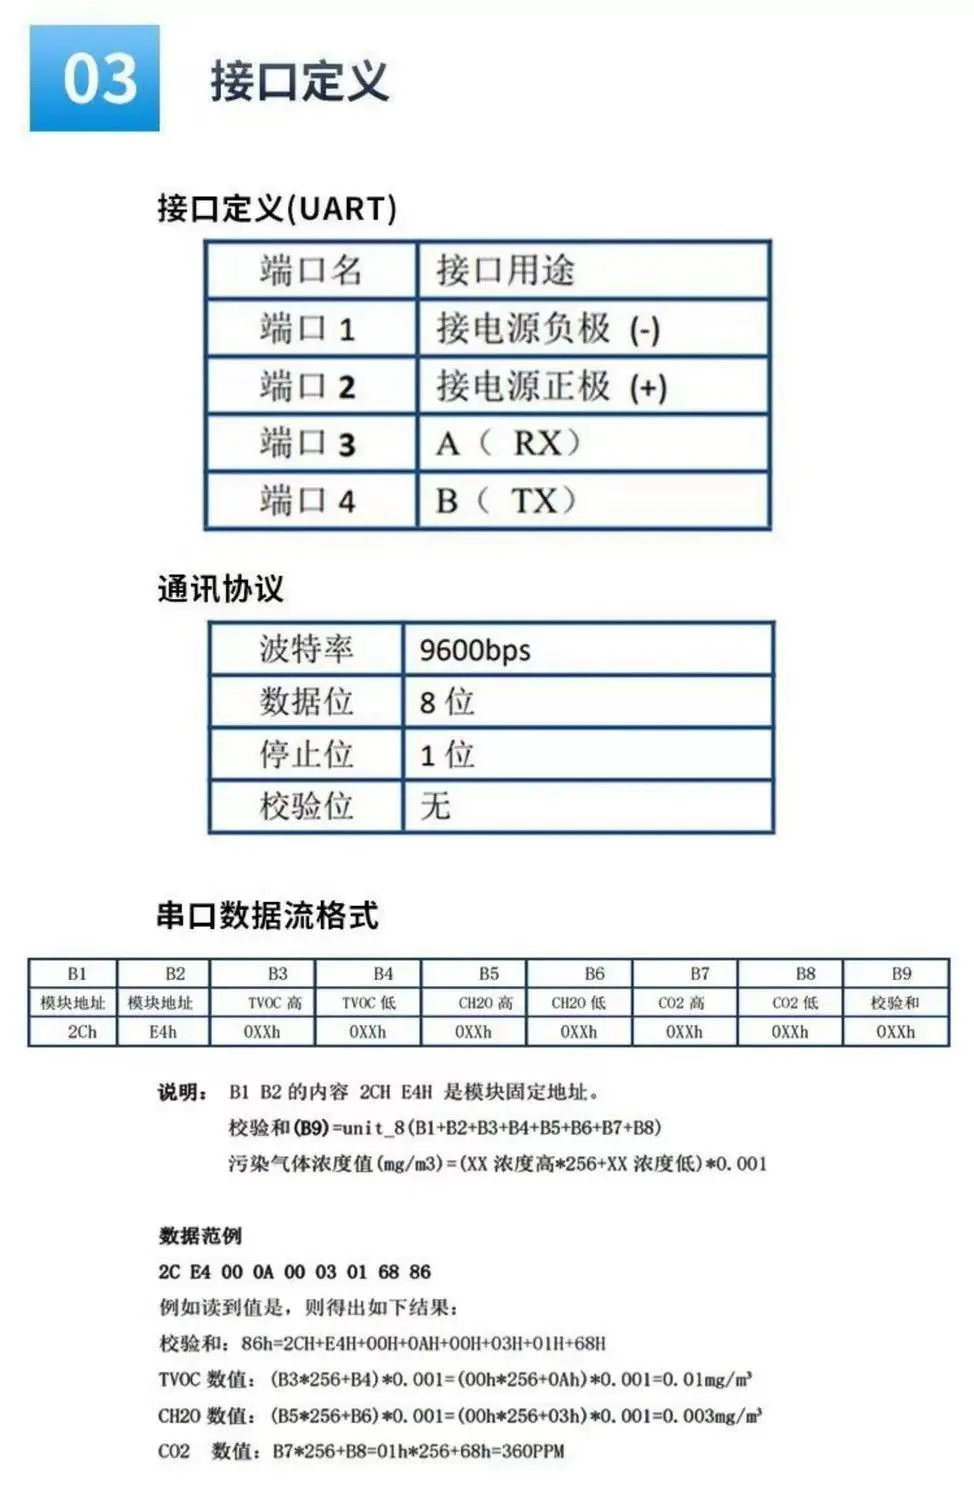 03 接口定义
接口定义(UART)
端口名 接口用途
端口 1 接电源负极 (-)
端口 2 接电源正极 (+)
端口 3 A（ RX）
端口 4 B（ TX）
通讯协议
波特率 9600bps
数据位 8 位
停止位 1 位
校验位 无
串口数据流格式
B1 B2 B3 B4 B5 B6 B7 B8 B9
模块地址 模块地址 TVOC 高 TVOC 低 CH2O 高 CH2O 低 CO2 高 CO2 低 校验和
2Ch E4h 0XXh 0XXh 0XXh 0XXh 0XXh 0XXh 0XXh
说明： B1 B2 的内容 2CH E4H 是模块固定地址。
校验和(B9)=unit_8(B1+B2+B3+B4+B5+B6+B7+B8)
污染气体浓度值(mg/m3)=(XX 浓度高*256+XX 浓度低)*0.001
数据范例
2C E4 00 0A 00 03 01 68 86
例如读到值是，则得出如下结果：
校验和：86h=2CH+E4H+00H+0AH+00H+03H+01H+68H
TVOC 数值：(B3*256+B4)*0.001=(00h*256+0Ah)*0.001=0.01mg/m³
CH2O 数值：(B5*256+B6)*0.001=(00h*256+03h)*0.001=0.003mg/m³
CO2 数值：B7*256+B8=01h*256+68h=360PPM